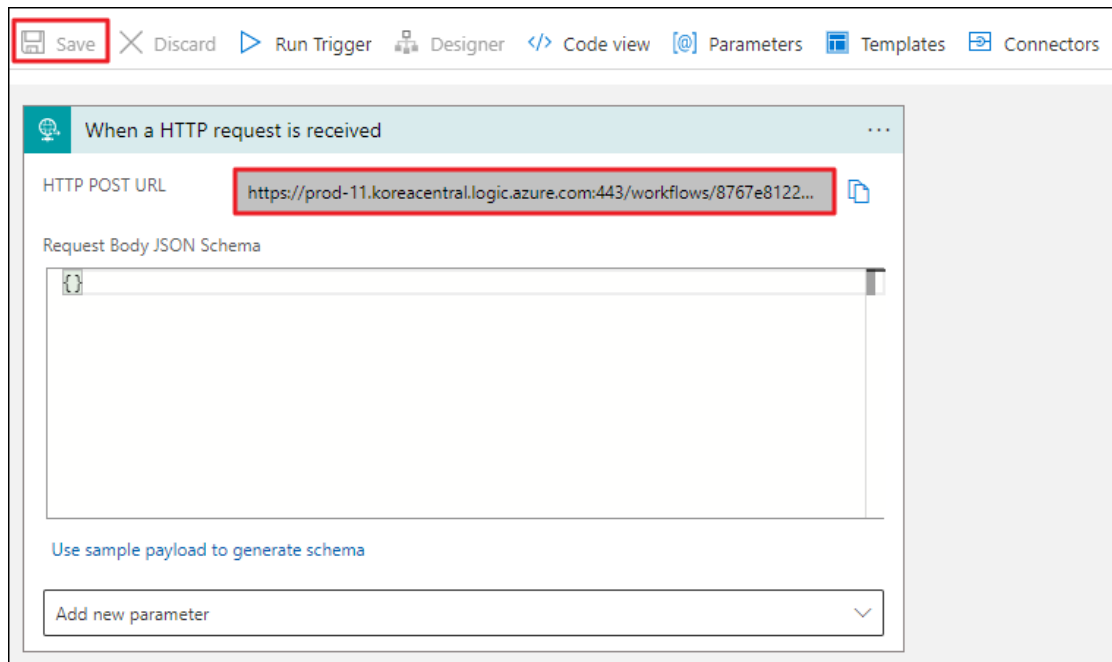 Save Discard Run Trigger Designer </> Code view [@] Parameters Templates Connectors
When a HTTP request is received ...
HTTP POST URL https://prod-11.koreacentral.logic.azure.com:443/workflows/8767e8122...
Request Body JSON Schema
{}
Use sample payload to generate schema
Add new parameter